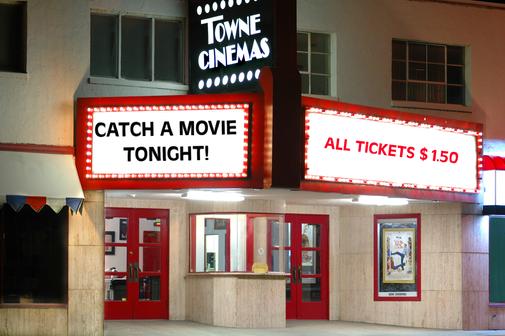 TOWNE
CINEMAS
CATCH A MOVIE
TONIGHT!
ALL TICKETS $1.50